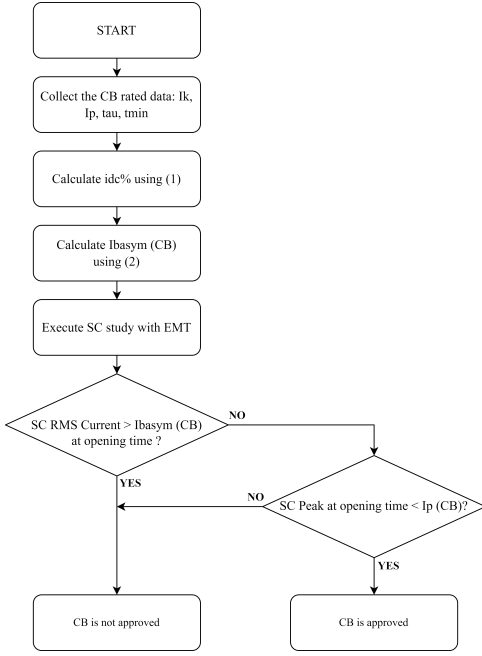 START
Collect the CB rated data: Ik,
Ip, tau, tmin
Calculate idc% using (1)
Calculate Ibasym (CB)
using (2)
Execute SC study with EMT
SC RMS Current > Ibasym (CB)
at opening time ?
NO
YES
NO
SC Peak at opening time < Ip (CB)?
YES
CB is not approved
CB is approved